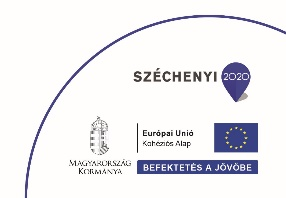 SZÉCHENYI 2020
Európai Unió
Kohéziós Alap
MAGYARORSZÁG
KORMÁNYA
BEFEKTETÉS A JÖVŐBE